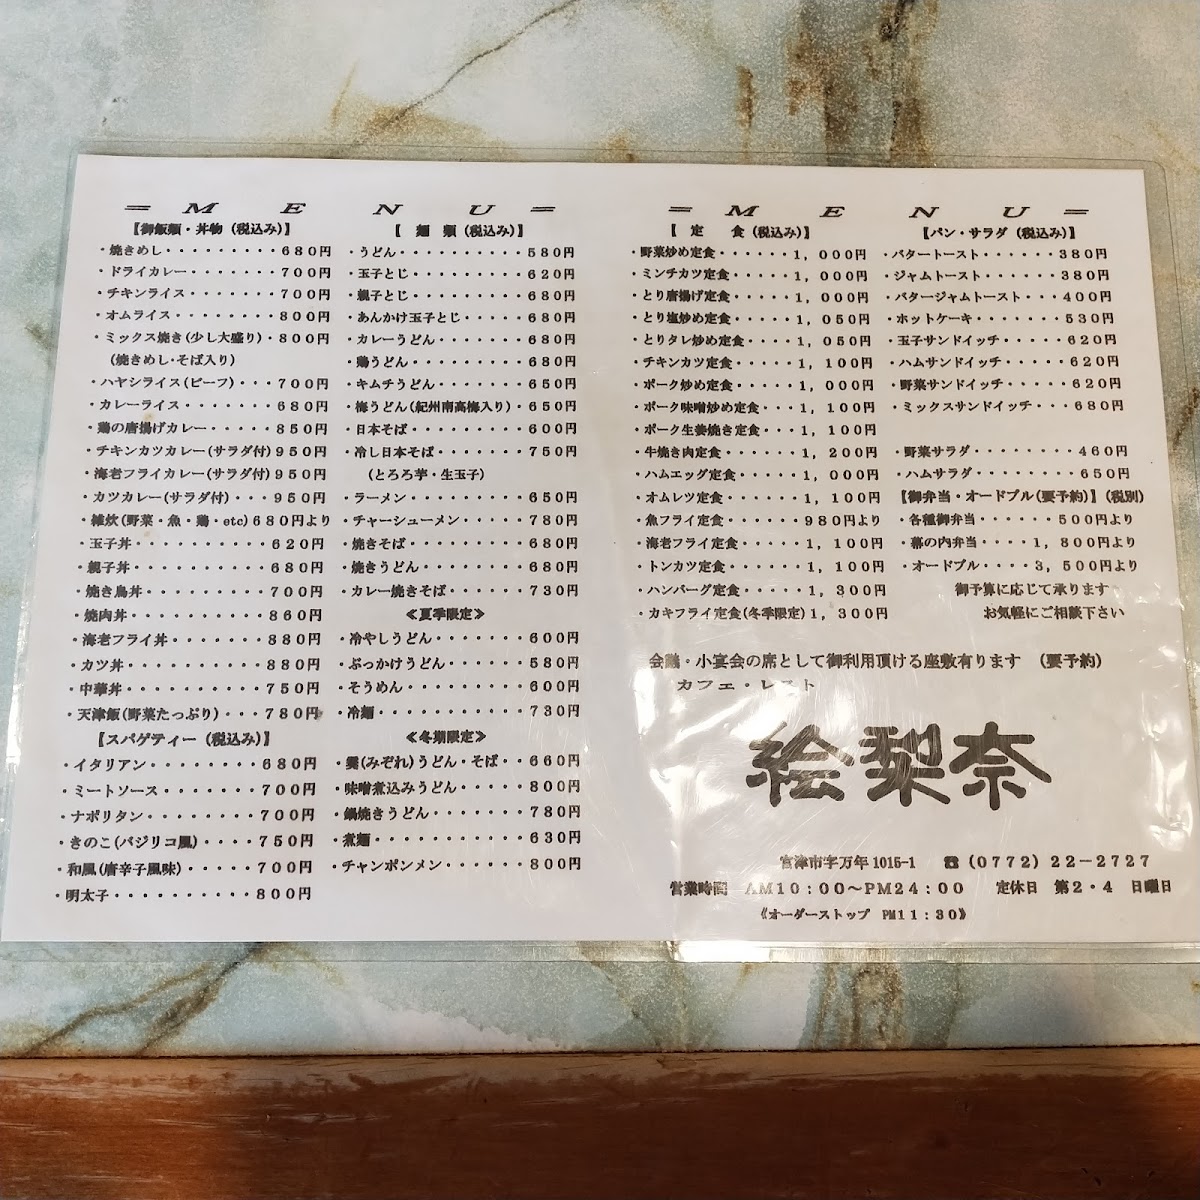 =MENU=
【御飯類・丼物(税込み)】
・焼きめし・・・・・・・・・680円
・ドライカレー・・・・・・・700円
・チキンライス・・・・・・・700円
・オムライス・・・・・・・・800円
・ミックス焼き(少し大盛り)・800円
(焼きめし・そば入り)
・ハヤシライス(ビーフ)・・・700円
・カレーライス・・・・・・・680円
・鶏の唐揚げカレー・・・・・850円
・チキンカツカレー(サラダ付)950円
・海老フライカレー(サラダ付)950円
・カツカレー(サラダ付)・・・950円
・雑炊(野菜・魚・鶏・etc)680円より
・玉子丼・・・・・・・・・・620円
・親子丼・・・・・・・・・・680円
・焼き鳥丼・・・・・・・・・700円
・焼肉丼・・・・・・・・・・860円
・海老フライ丼・・・・・・・880円
・カツ丼・・・・・・・・・・880円
・中華丼・・・・・・・・・・750円
・天津飯(野菜たっぷり)・・・780円
【スパゲティー(税込み)】
・イタリアン・・・・・・・・680円
・ミートソース・・・・・・・700円
・ナポリタン・・・・・・・・700円
・きのこ(バジリコ風)・・・・750円
・和風(唐辛子風味)・・・・・700円
・明太子・・・・・・・・・・800円
【麺類(税込み)】
・うどん・・・・・・・・・・580円
・玉子とじ・・・・・・・・・620円
・親子とじ・・・・・・・・・680円
・あんかけ玉子とじ・・・・・680円
・カレーうどん・・・・・・・680円
・鶏うどん・・・・・・・・・680円
・キムチうどん・・・・・・・650円
・梅うどん(紀州南高梅入り)・650円
・日本そば・・・・・・・・・600円
・冷し日本そば・・・・・・・750円
(とろろ芋・生玉子)
・ラーメン・・・・・・・・・650円
・チャーシューメン・・・・・780円
・焼きそば・・・・・・・・・680円
・焼きうどん・・・・・・・・680円
・カレー焼きそば・・・・・・730円
≪夏季限定≫
・冷やしうどん・・・・・・・600円
・ぶっかけうどん・・・・・・580円
・そうめん・・・・・・・・・600円
・冷麺・・・・・・・・・・・730円
≪冬期限定≫
・霙(みぞれ)うどん・そば・・660円
・味噌煮込みうどん・・・・・800円
・鍋焼きうどん・・・・・・・780円
・煮麺・・・・・・・・・・・630円
・チャンポンメン・・・・・・800円
=MENU=
【定食(税込み)】
・野菜炒め定食・・・・・・1,000円
・ミンチカツ定食・・・・・1,000円
・とり唐揚げ定食・・・・・1,000円
・とり塩炒め定食・・・・・1,050円
・とりタレ炒め定食・・・・1,050円
・チキンカツ定食・・・・・1,100円
・ポーク炒め定食・・・・・1,000円
・ポーク味噌炒め定食・・・1,100円
・ポーク生姜焼き定食・・・1,100円
・牛焼き肉定食・・・・・・1,200円
・ハムエッグ定食・・・・・1,000円
・オムレツ定食・・・・・・1,100円
・魚フライ定食・・・・・・980円より
・海老フライ定食・・・・・1,100円
・トンカツ定食・・・・・・1,100円
・ハンバーグ定食・・・・・1,300円
・カキフライ定食(冬季限定)1,300円
【パン・サラダ(税込み)】
・バタートースト・・・・・・380円
・ジャムトースト・・・・・・380円
・バタージャムトースト・・・400円
・ホットケーキ・・・・・・・530円
・玉子サンドイッチ・・・・・620円
・ハムサンドイッチ・・・・・620円
・野菜サンドイッチ・・・・・620円
・ミックスサンドイッチ・・・680円
・野菜サラダ・・・・・・・・460円
・ハムサラダ・・・・・・・・650円
【御弁当・オードブル(要予約)】(税別)
・各種御弁当・・・・・500円より
・幕の内弁当・・・・1,800円より
・オードブル・・・・3,500円より
御予算に応じて承ります
お気軽にご相談下さい
会議・小宴会の席として御利用頂ける座敷有ります (要予約)
カフェ・レスト
絵梨奈
宮津市字万年1015-1 ☎(0772)22-2727
営業時間 AM10:00~PM24:00 定休日 第2・4 日曜日
≪オーダーストップ PM11:30≫